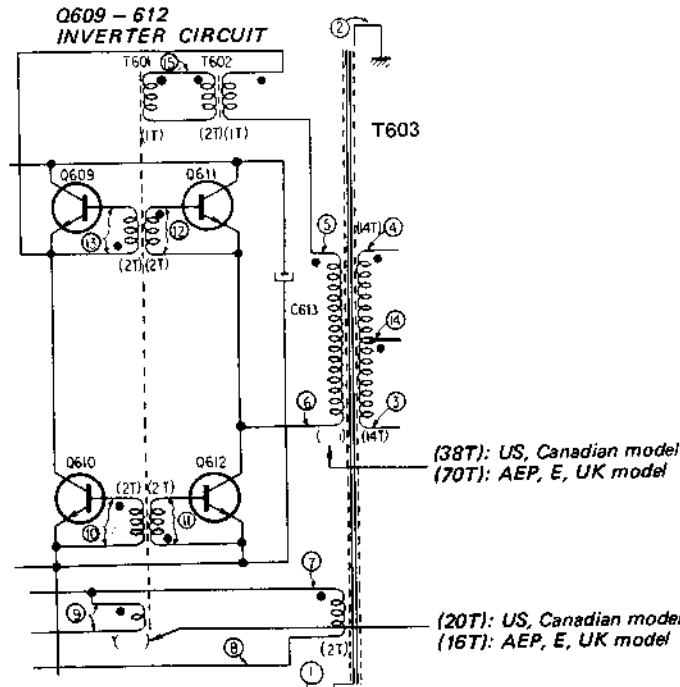 Q609 – 612
INVERTER CIRCUIT
②
T601
⑮
T602
T603
(1T)
(2T)
(1T)
Q609
Q611
⑬
⑫
(2T)
(2T)
C613
⑤
(14T)
④
⑭
⑥
③
(14T)
(38T): US, Canadian model
(70T): AEP, E, UK model
Q610
Q612
(2T)
(2T)
⑩
⑪
⑦
⑨
(20T): US, Canadian model
(16T): AEP, E, UK model
⑧
(2T)
①